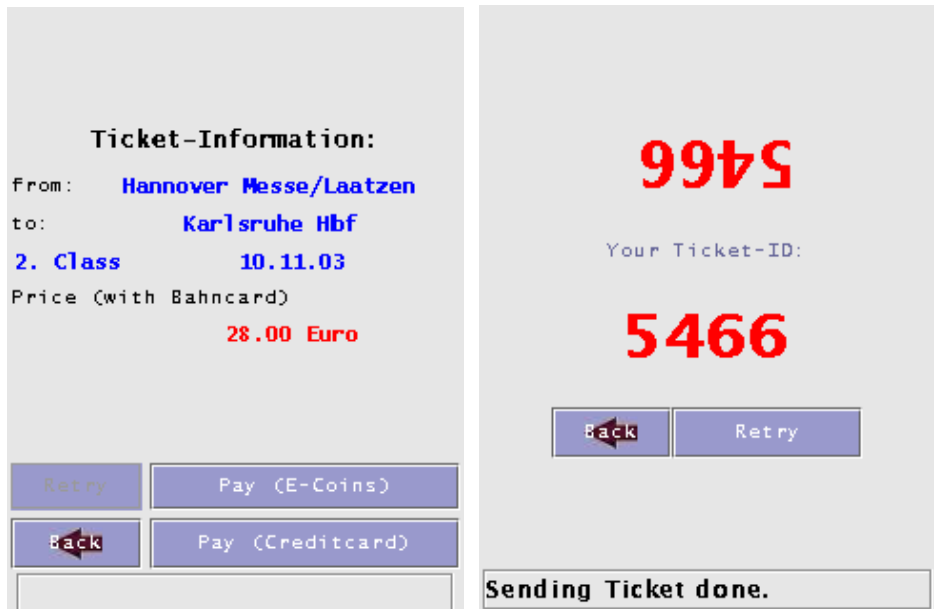 Ticket-Information:
from: Hannover Messe/Laatzen
to: Karlsruhe Hbf
2. Class 10.11.03
Price (with Bahncard)
28.00 Euro
Retry Pay (E-Coins)
Back Pay (Creditcard)
5466
Your Ticket-ID:
5466
Back Retry
Sending Ticket done.